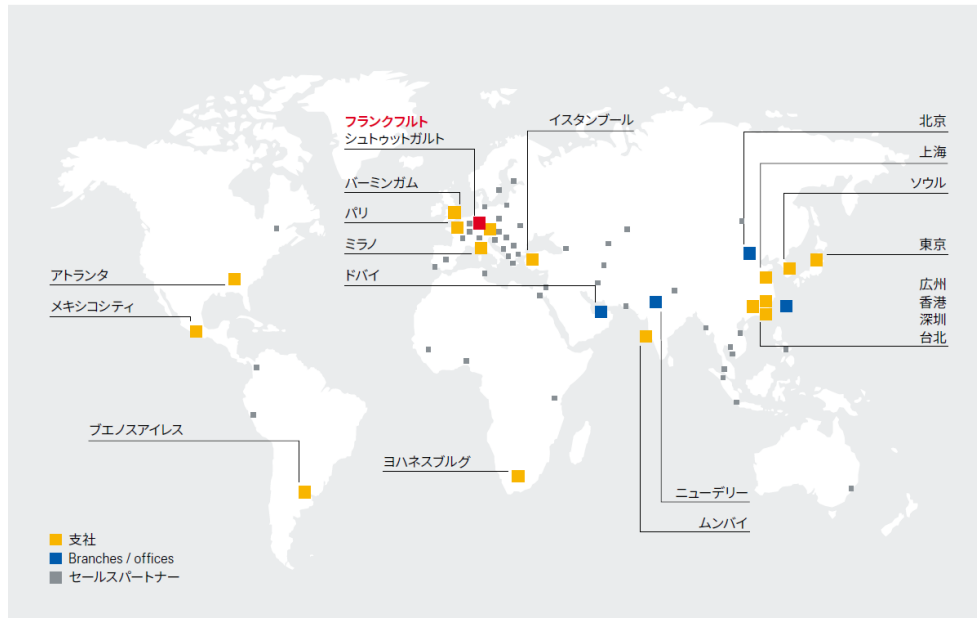 フランクフルト
シュトゥットガルト
バーミンガム
パリ
ミラノ
ドバイ
イスタンブール
北京
上海
ソウル
東京
広州
香港
深圳
台北
アトランタ
メキシコシティ
ブエノスアイレス
ヨハネスブルグ
ニューデリー
ムンバイ
支社
Branches / offices
セールスパートナー